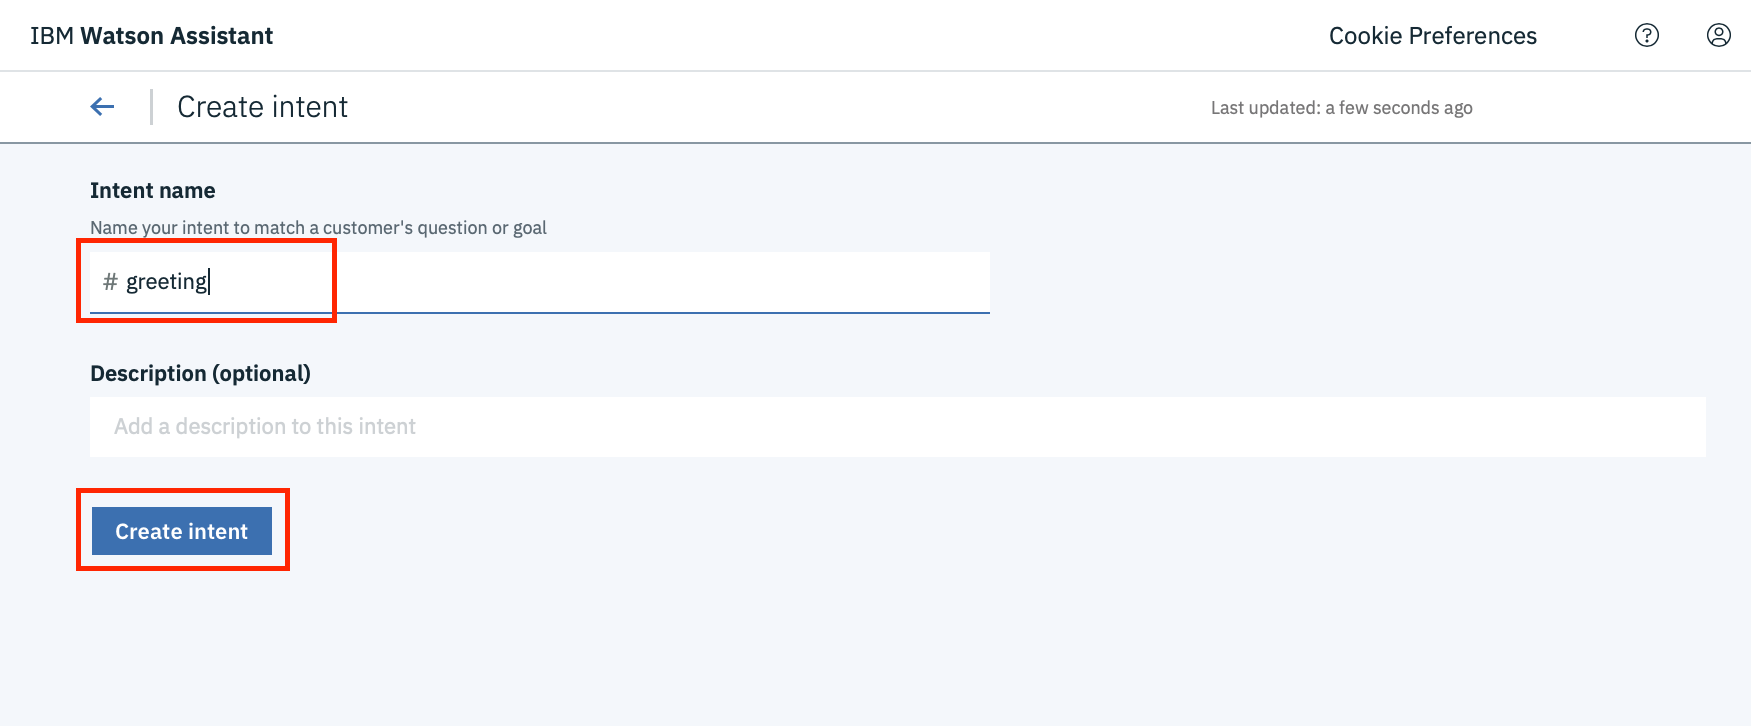 IBM Watson Assistant
Cookie Preferences
Create intent
Last updated: a few seconds ago
Intent name
Name your intent to match a customer's question or goal
# greeting
Description (optional)
Add a description to this intent
Create intent